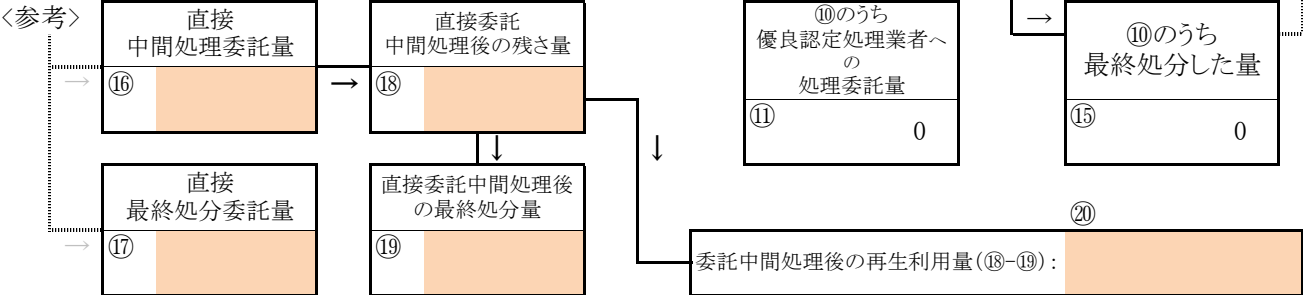 〈参考〉
直接
中間処理委託量
→
⑯
→
直接委託
中間処理後の残さ量
⑱
⑩のうち
優良認定処理業者へ
の
処理委託量
⑪
0
→
⑩のうち
最終処分した量
⑮
0
↓
↓
直接
最終処分委託量
→
⑰
直接委託中間処理後
の最終処分量
⑲
⑳
委託中間処理後の再生利用量(⑱-⑲):